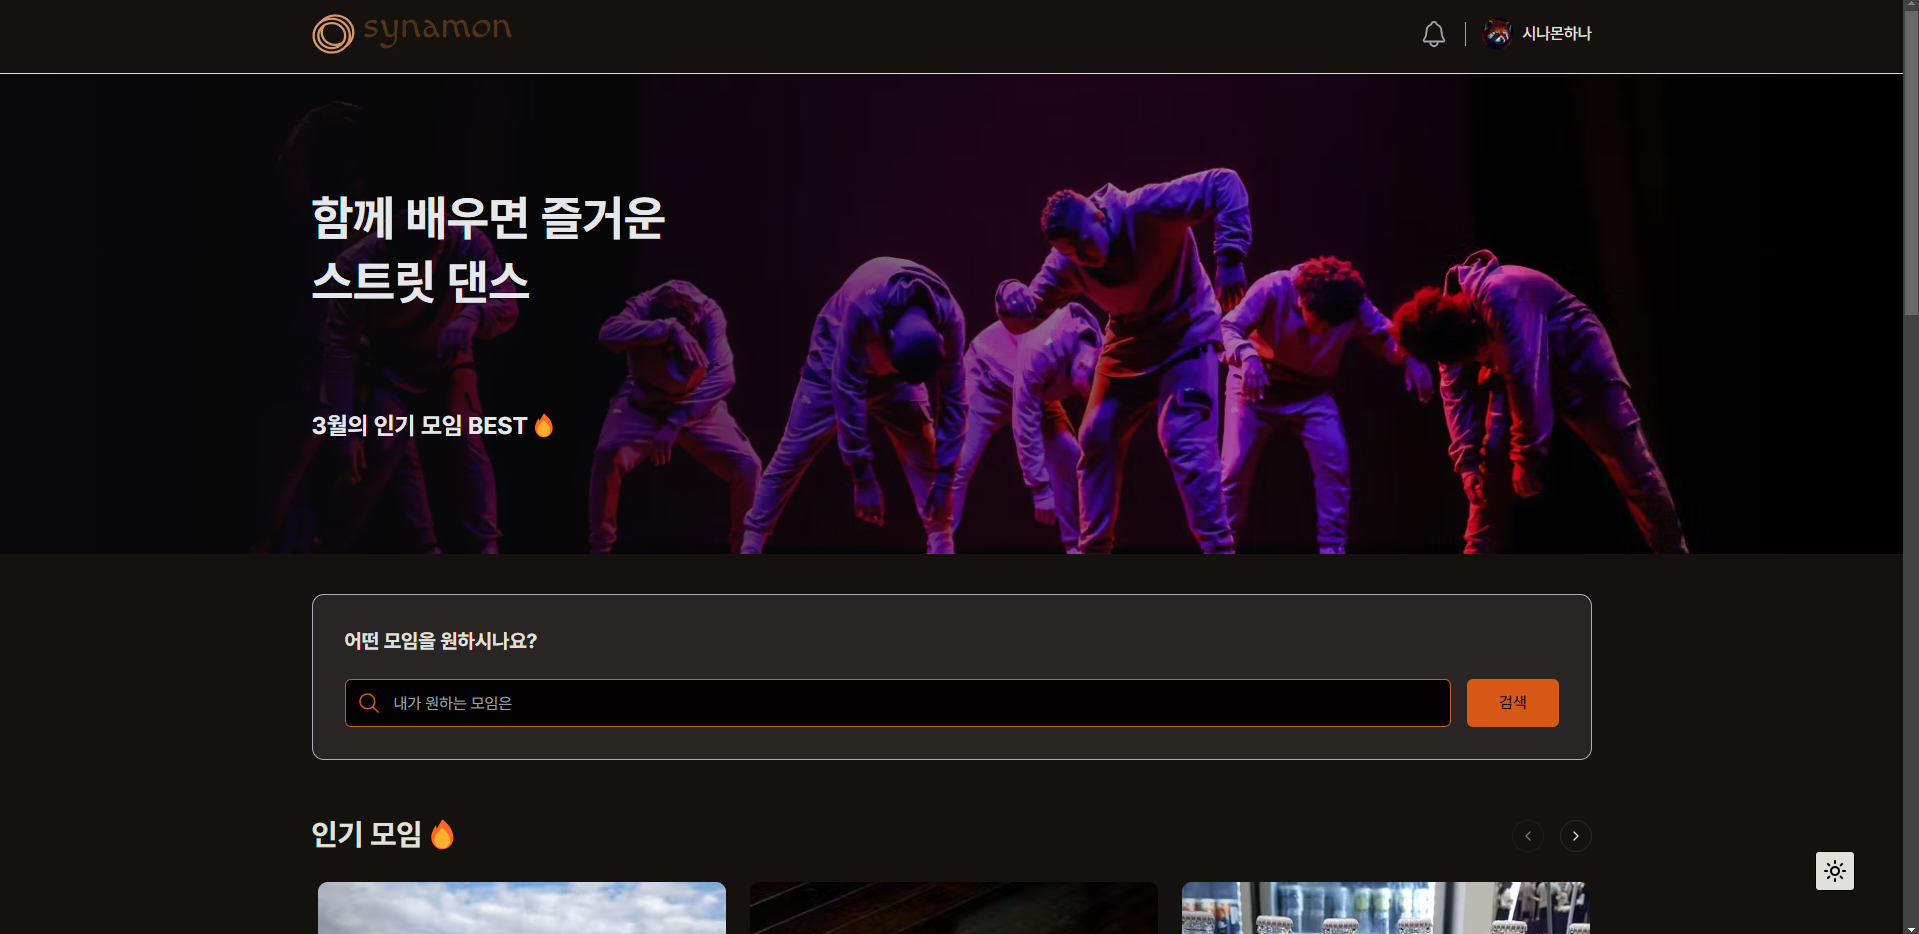 synamon
시나몬하나
함께 배우면 즐거운
스트릿 댄스
3월의 인기 모임 BEST🔥
어떤 모임을 원하시나요?
내가 원하는 모임은
검색
인기 모임🔥